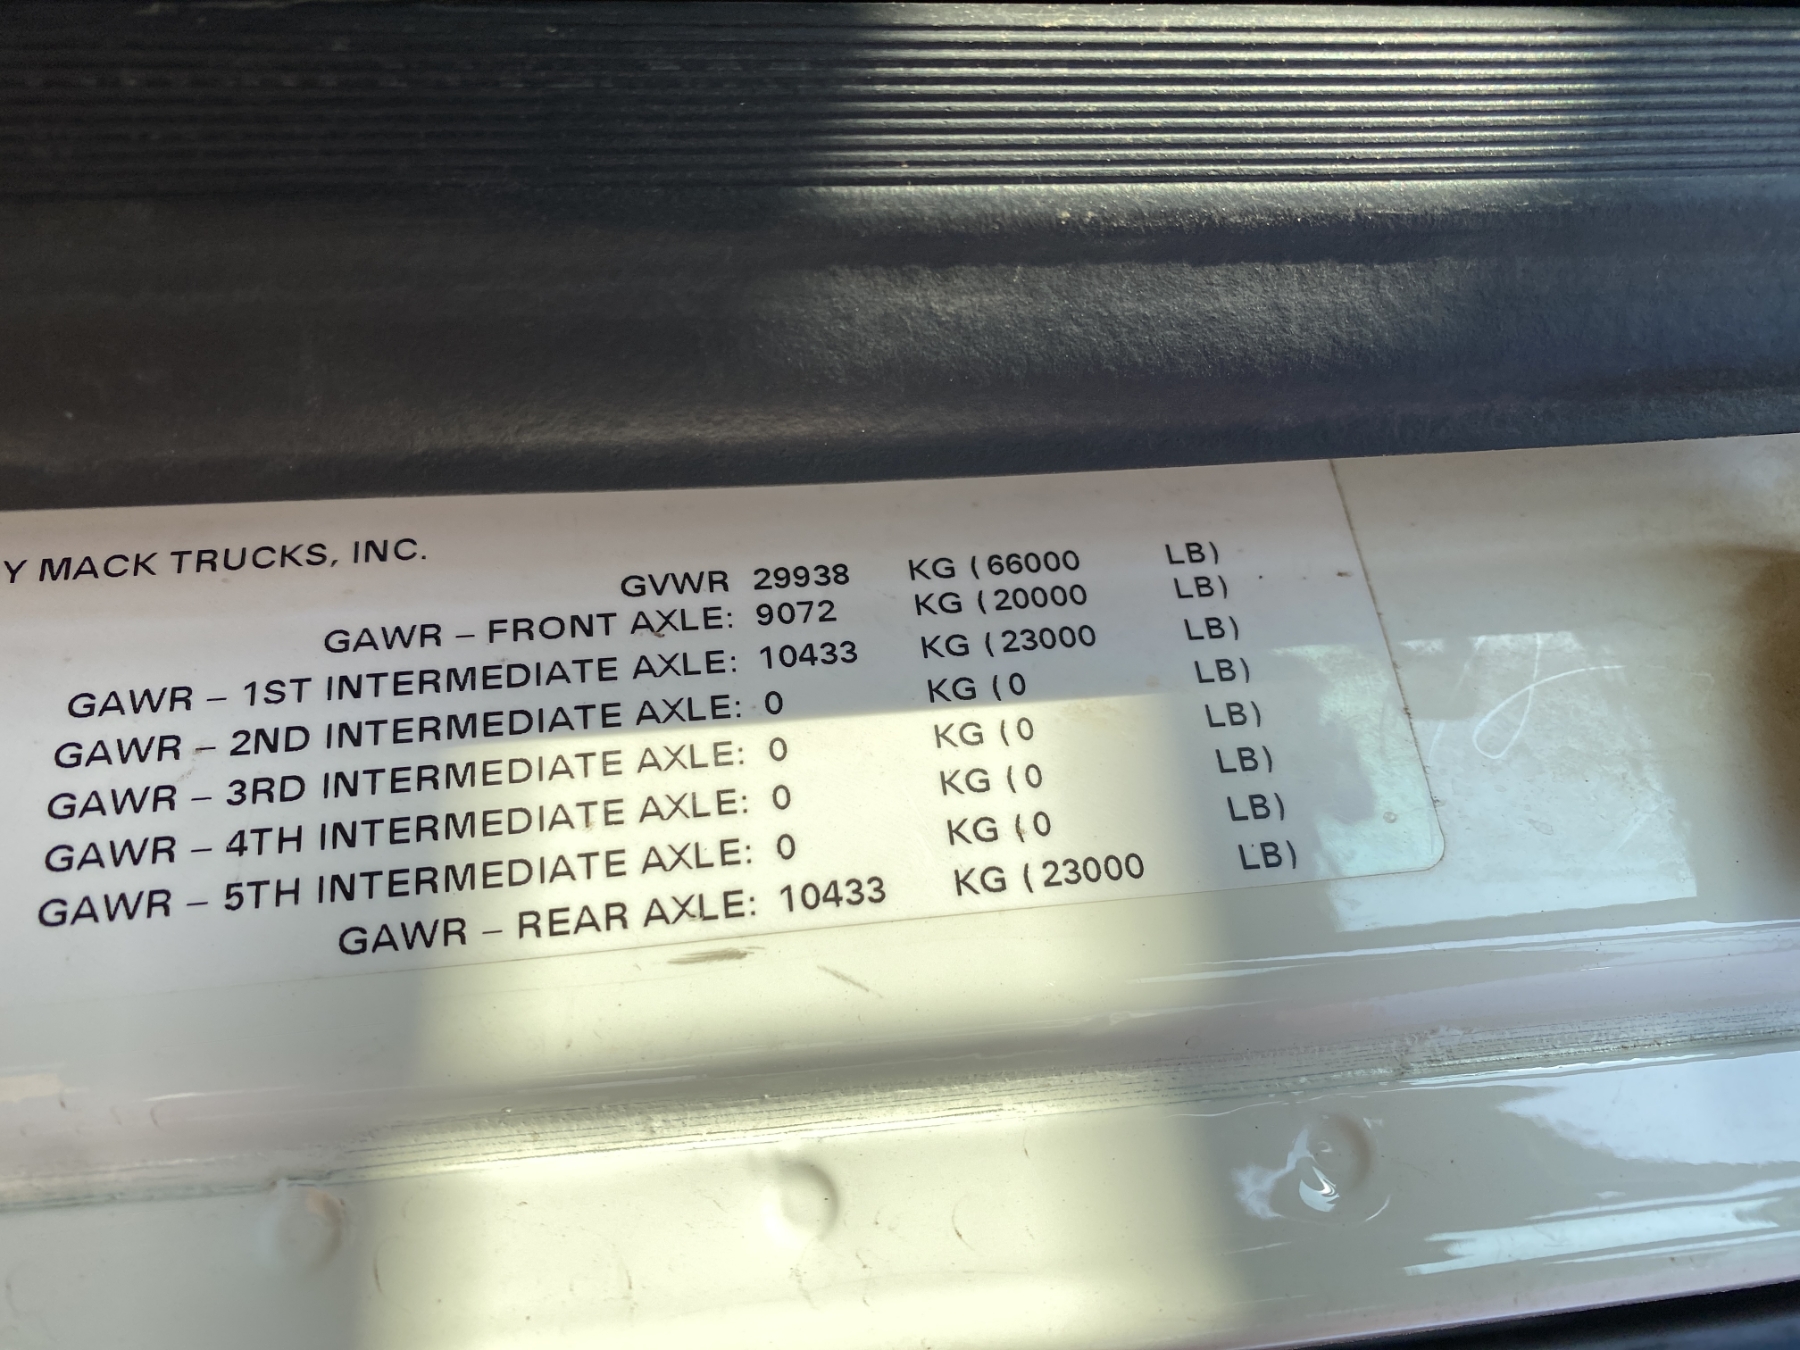 Y MACK TRUCKS, INC.
GVWR 29938 KG (66000 LB)
GAWR – FRONT AXLE: 9072 KG (20000 LB)
GAWR – 1ST INTERMEDIATE AXLE: 10433 KG (23000 LB)
GAWR – 2ND INTERMEDIATE AXLE: 0 KG (0 LB)
GAWR – 3RD INTERMEDIATE AXLE: 0 KG (0 LB)
GAWR – 4TH INTERMEDIATE AXLE: 0 KG (0 LB)
GAWR – 5TH INTERMEDIATE AXLE: 0 KG (0 LB)
GAWR – REAR AXLE: 10433 KG (23000 LB)